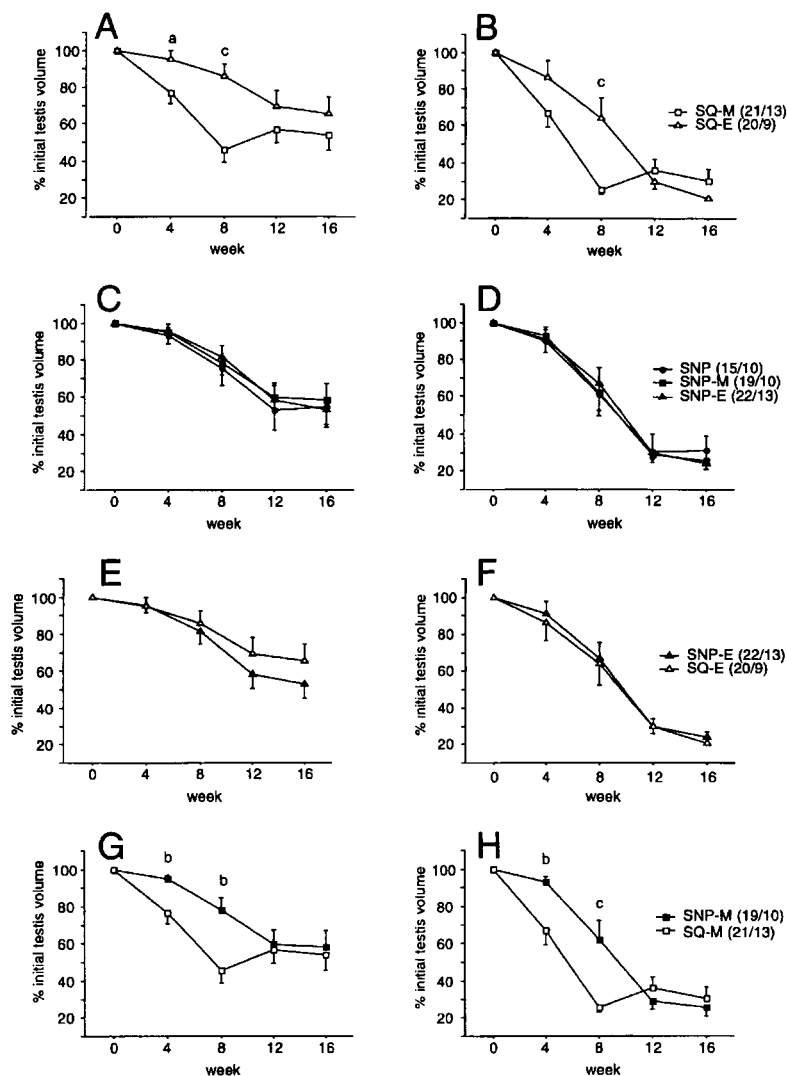 A
a
c
100
80
60
40
20
% initial testis volume
0 4 8 12 16
week
B
c
100
80
60
40
20
% initial testis volume
0 4 8 12 16
week
SQ-M (21/13)
SQ-E (20/9)
C
100
80
60
40
20
% initial testis volume
0 4 8 12 16
week
D
100
80
60
40
20
% initial testis volume
0 4 8 12 16
week
SNP (15/10)
SNP-M (19/10)
SNP-E (22/13)
E
100
80
60
40
20
% initial testis volume
0 4 8 12 16
week
F
100
80
60
40
20
% initial testis volume
0 4 8 12 16
week
SNP-E (22/13)
SQ-E (20/9)
G
b
b
100
80
60
40
20
% initial testis volume
0 4 8 12 16
week
H
b
c
100
80
60
40
20
% initial testis volume
0 4 8 12 16
week
SNP-M (19/10)
SQ-M (21/13)